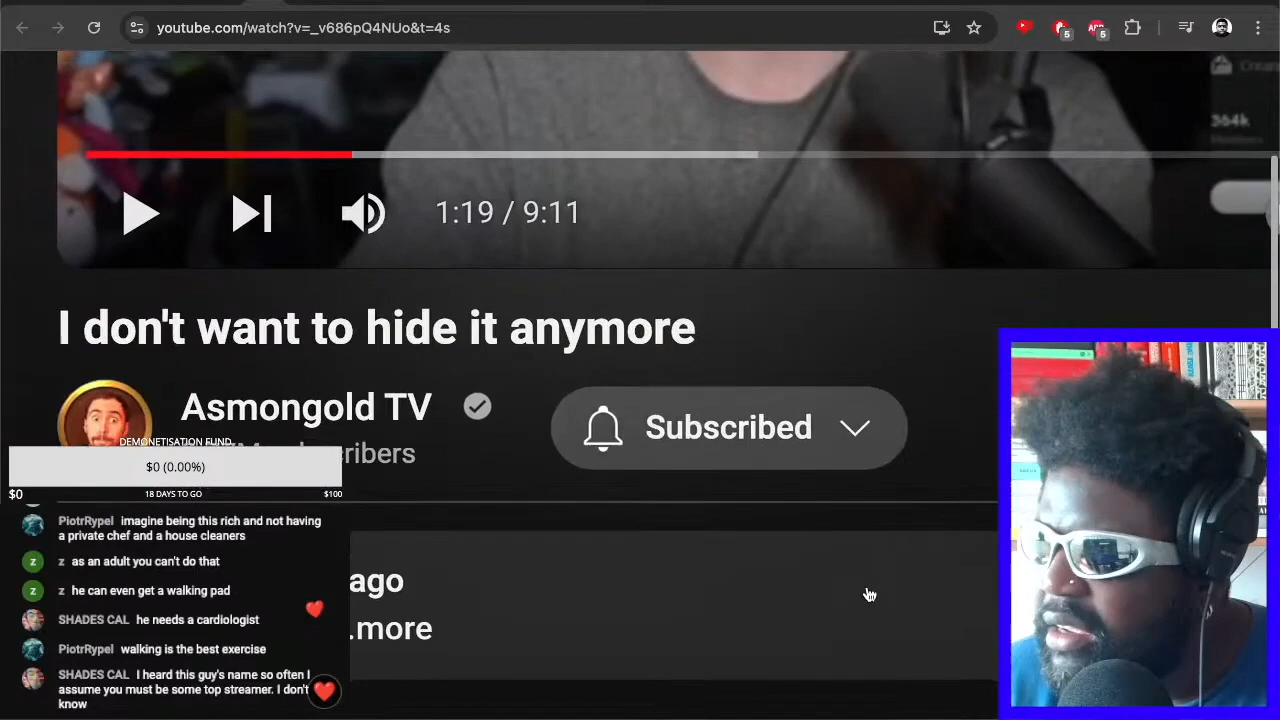 youtube.com/watch?v=_v686pQ4NUo&t=4s
5
5
364k
1:19 / 9:11
I don't want to hide it anymore
Asmongold TV
Subscribed
DEMONETISATION FUND
$0 (0.00%)
$0
18 DAYS TO GO
$100
PiotrRypel imagine being this rich and not having
a private chef and a house cleaners
z z as an adult you can't do that
z z he can even get a walking pad
SHADES CAL he needs a cardiologist
PiotrRypel walking is the best exercise
SHADES CAL I heard this guy's name so often I
assume you must be some top streamer. I don't
know
ago
.more